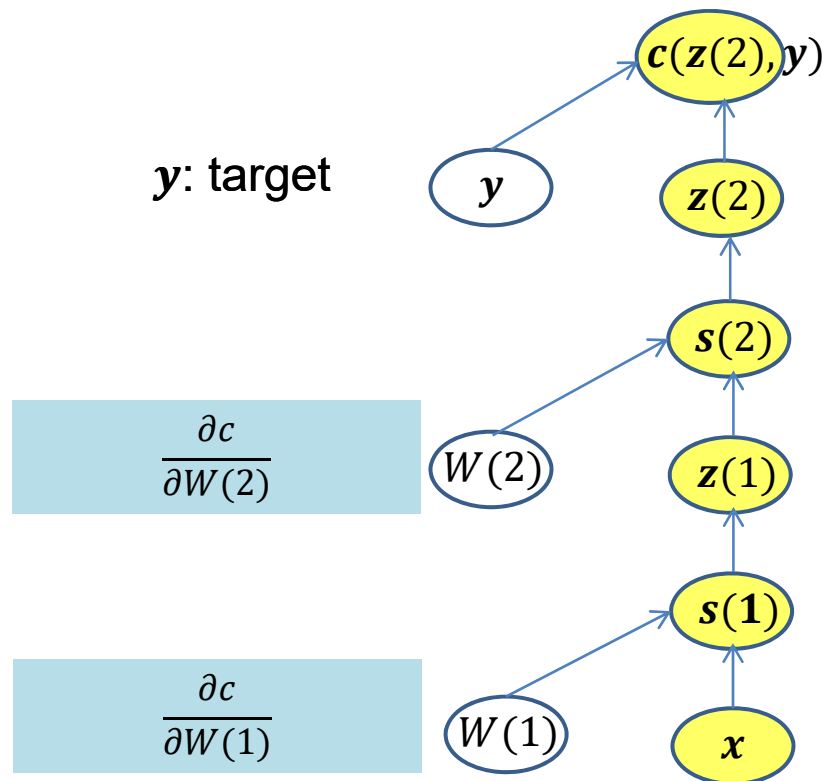 c(z(2),y)
y: target
y
z(2)
s(2)
∂c
∂W(2)
W(2)
z(1)
s(1)
∂c
∂W(1)
W(1)
x